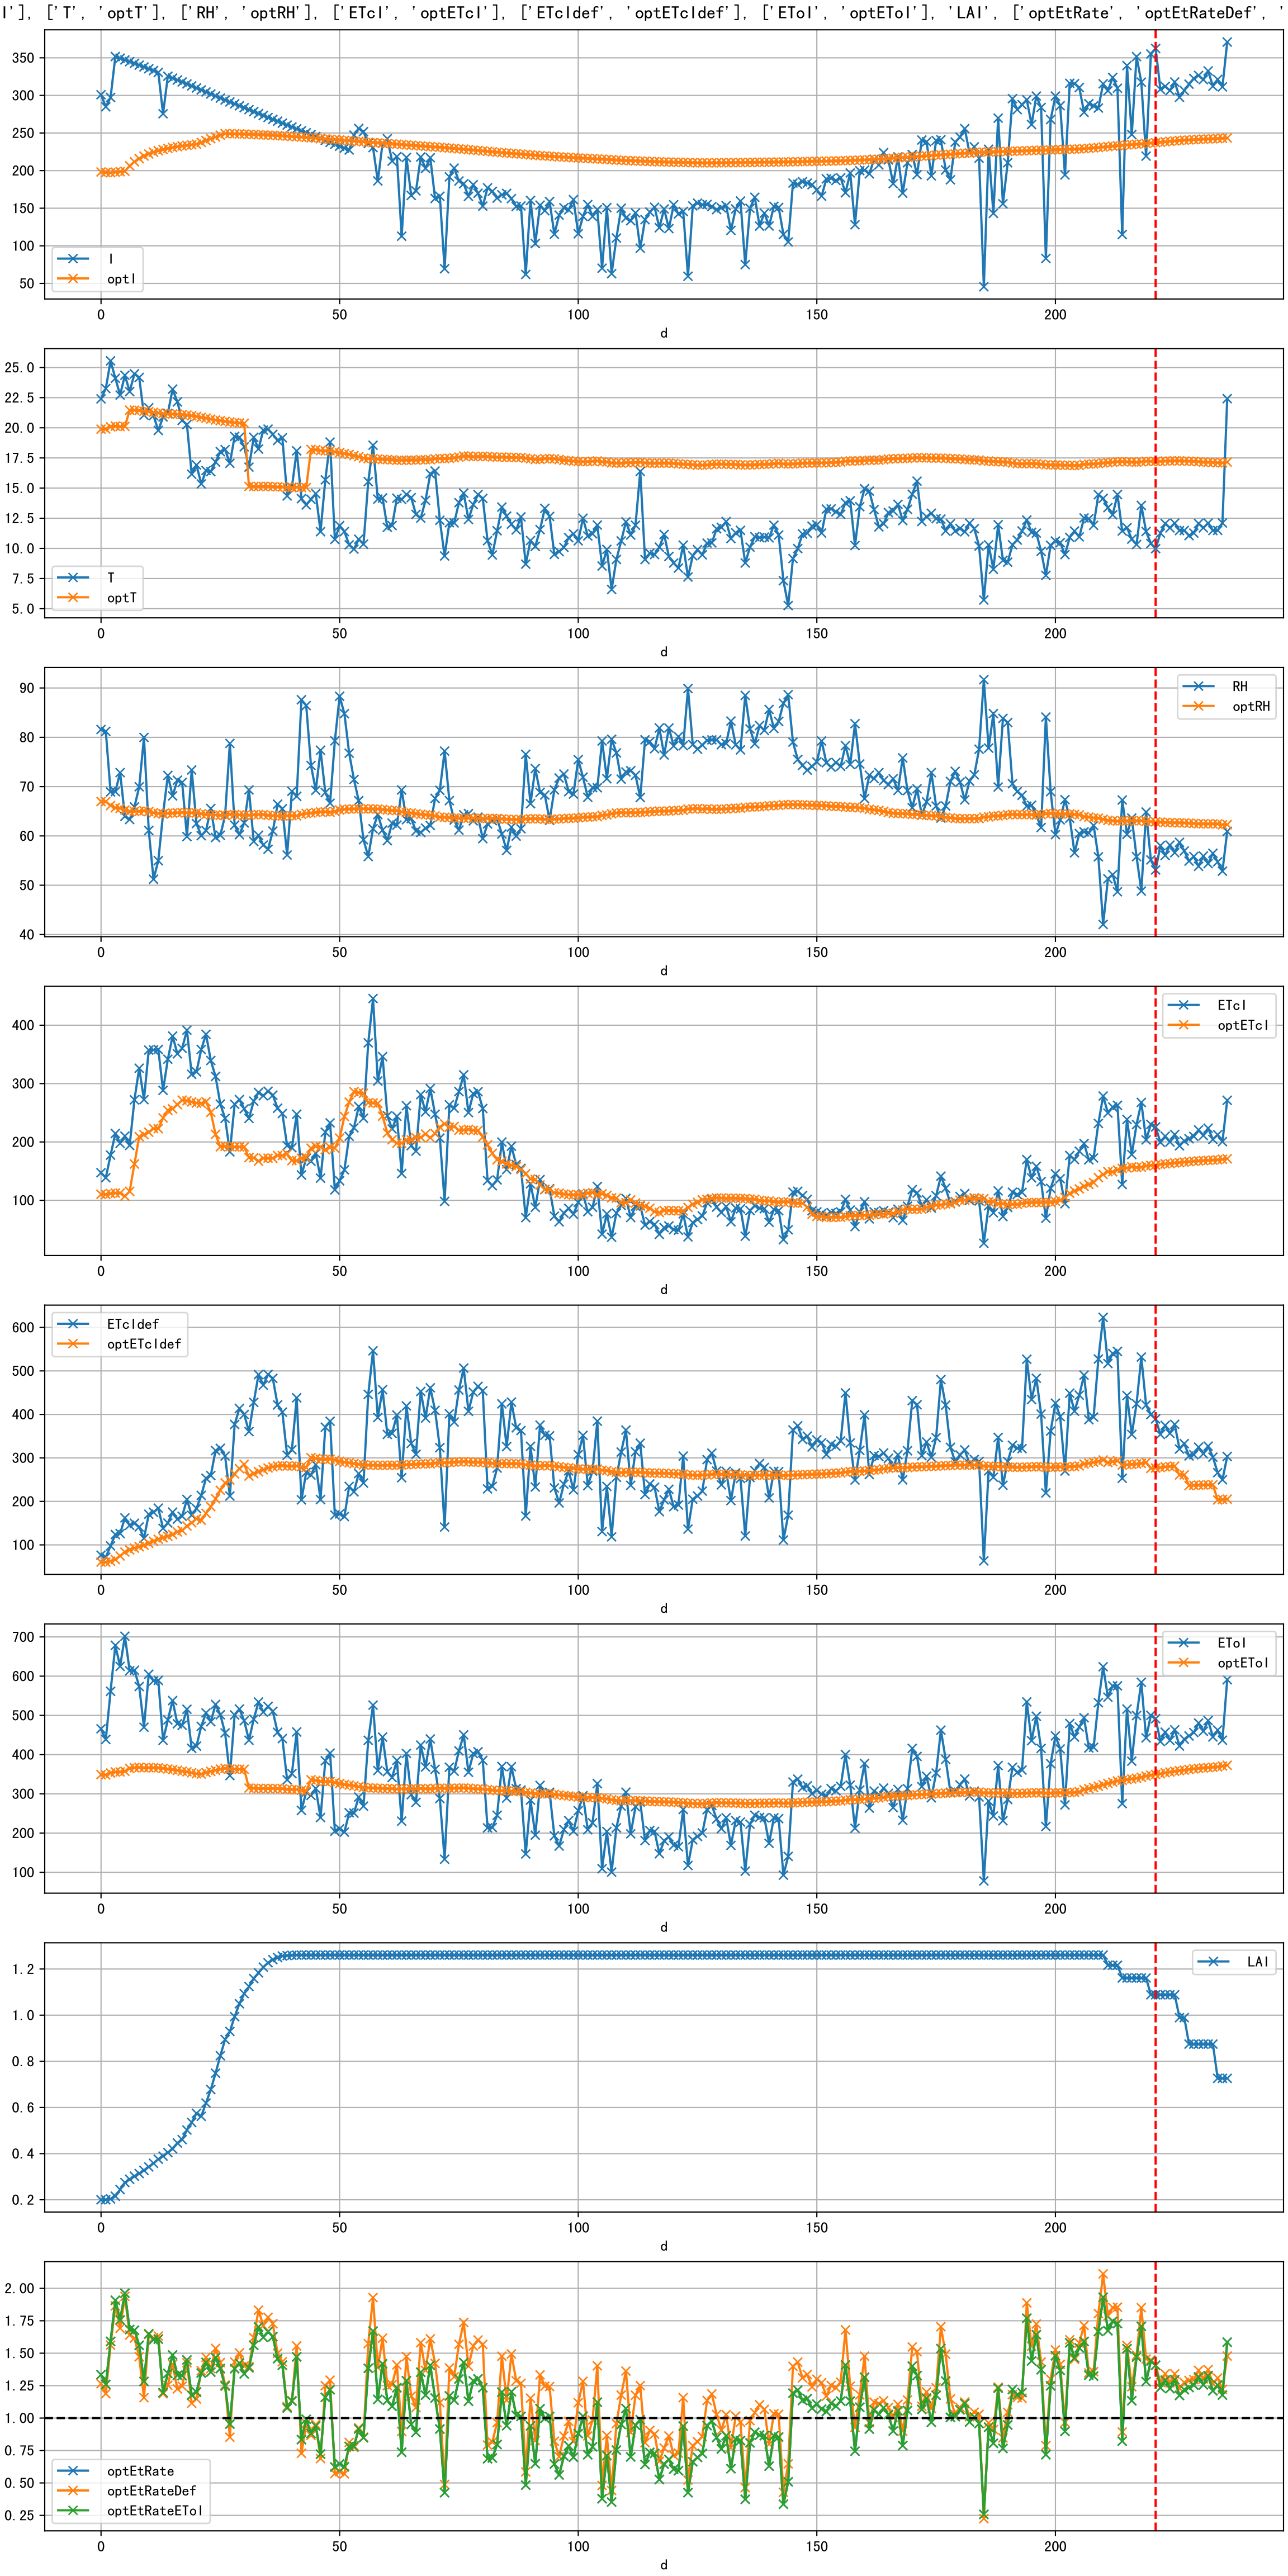 I'], ['T', 'optT'], ['RH', 'optRH'], ['ETcI', 'optETcI'], ['ETcIdef', 'optETcIdef'], ['EToI', 'optEToI'], 'LAI', ['optEtRate', 'optEtRateDef', '
350
300
250
200
150
100
50
I
optI
0 50 100 150 200
d
25.0
22.5
20.0
17.5
15.0
12.5
10.0
7.5
5.0
T
optT
0 50 100 150 200
d
90
80
70
60
50
40
RH
optRH
0 50 100 150 200
d
400
300
200
100
ETcI
optETcI
0 50 100 150 200
d
600
500
400
300
200
100
ETcIdef
optETcIdef
0 50 100 150 200
d
700
600
500
400
300
200
100
EToI
optEToI
0 50 100 150 200
d
1.2
1.0
0.8
0.6
0.4
0.2
LAI
0 50 100 150 200
d
2.00
1.75
1.50
1.25
1.00
0.75
0.50
0.25
optEtRate
optEtRateDef
optEtRateEToI
0 50 100 150 200
d